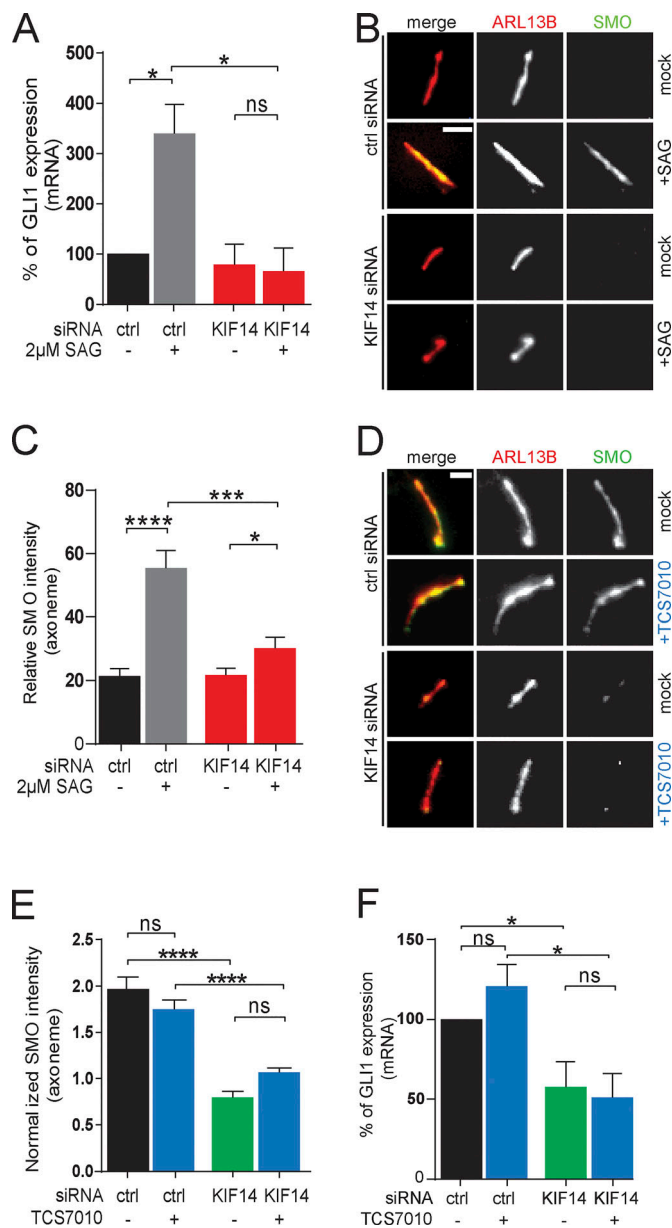 A
% of GLI1 expression
(mRNA)
500
400
300
200
100
0
*
*
ns
siRNA ctrl ctrl KIF14 KIF14
2µM SAG - + - +
B
merge ARL13B SMO
ctrl siRNA
mock
+SAG
KIF14 siRNA
mock
+SAG
C
Relative SM O intensity
(axoneme)
80
60
40
20
0
***
****
*
siRNA ctrl ctrl KIF14 KIF14
2µM SAG - + - +
D
merge ARL13B SMO
ctrl siRNA
mock
+TCS7010
KIF14 siRNA
mock
+TCS7010
E
Normal ized SMO intensity
(axoneme)
2.5
2.0
1.5
1.0
0.5
0.0
ns
****
****
ns
siRNA ctrl ctrl KIF14 KIF14
TCS7010 - + - +
F
% of GLI1 expression
(mRNA)
150
100
50
0
*
ns
*
ns
siRNA ctrl ctrl KIF14 KIF14
TCS7010 - + - +